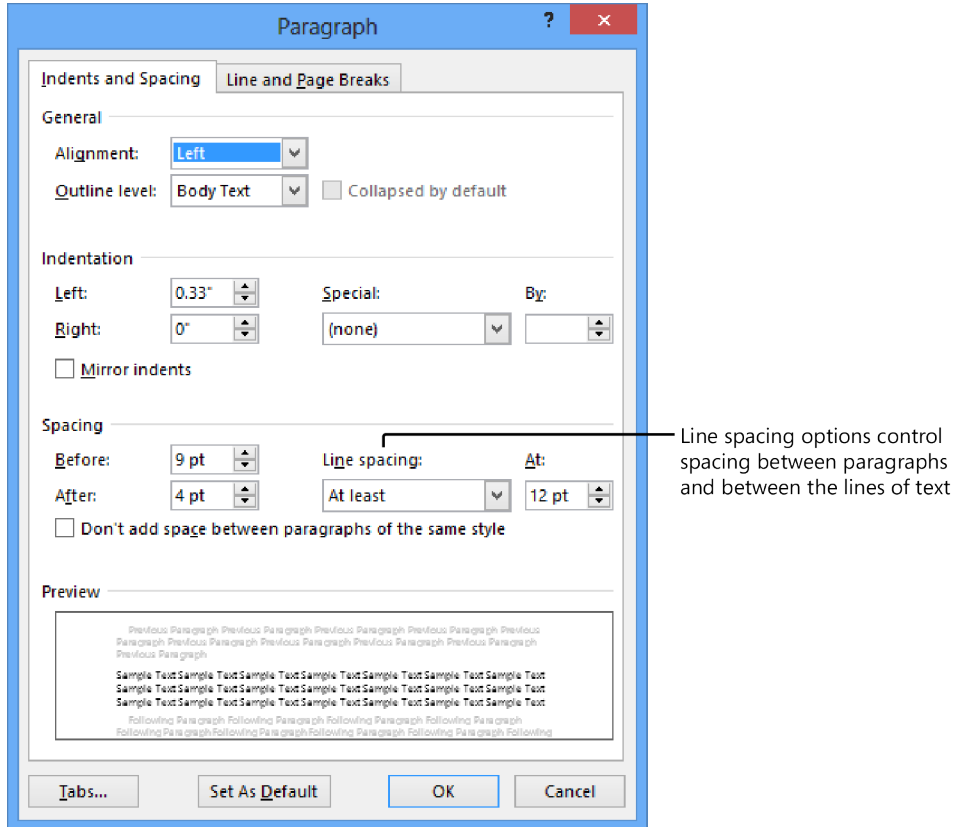 Paragraph
? ×
Indents and Spacing Line and Page Breaks
General
Alignment: Left
Outline level: Body Text Collapsed by default
Indentation
Left: 0.33" Special: By:
Right: 0" (none)
Mirror indents
Spacing
Before: 9 pt Line spacing: At:
After: 4 pt At least 12 pt
Don't add space between paragraphs of the same style
Line spacing options control
spacing between paragraphs
and between the lines of text
Preview
Previous Paragraph Previous Paragraph Previous Paragraph Previous Paragraph Previous
Paragraph Previous Paragraph Previous Paragraph Previous Paragraph Previous Paragraph
Previous Paragraph
Sample Text Sample Text Sample Text Sample Text Sample Text Sample Text Sample Text
Sample Text Sample Text Sample Text Sample Text Sample Text Sample Text Sample Text
Sample Text Sample Text Sample Text Sample Text Sample Text Sample Text Sample Text
Following Paragraph Following Paragraph Following Paragraph Following Paragraph
Following Paragraph Following Paragraph Following Paragraph Following Paragraph Following
Tabs... Set As Default OK Cancel